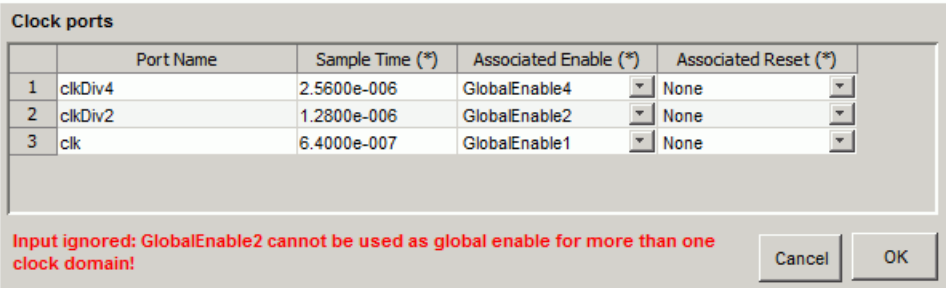 Clock ports
Port Name Sample Time (*) Associated Enable (*) Associated Reset (*)
1 clkDiv4 2.5600e-006 GlobalEnable4 None
2 clkDiv2 1.2800e-006 GlobalEnable2 None
3 clk 6.4000e-007 GlobalEnable1 None
Input ignored: GlobalEnable2 cannot be used as global enable for more than one
clock domain!
Cancel OK